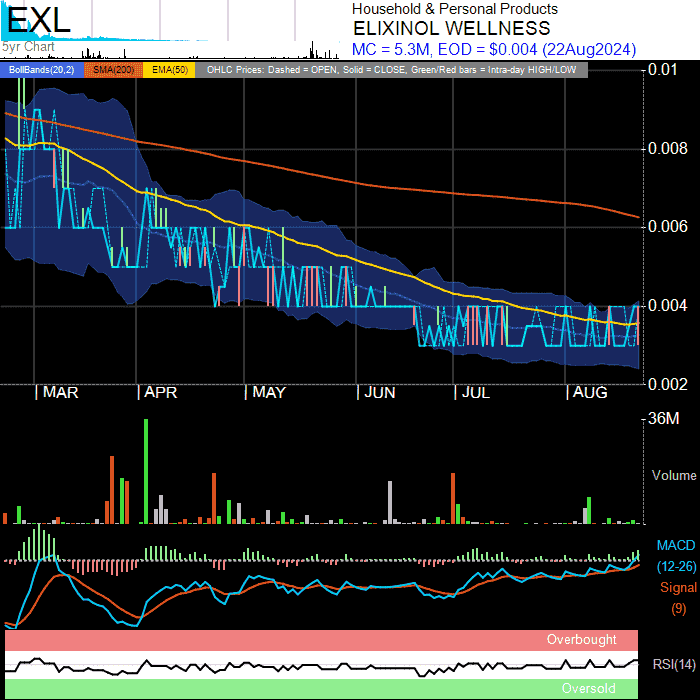 EXL
5yr Chart
Household & Personal Products
ELIXINOL WELLNESS
MC = 5.3M, EOD = $0.004 (22Aug2024)
BollBands(20,2) SMA(200) EMA(50) OHLC Prices: Dashed = OPEN, Solid = CLOSE, Green/Red bars = Intra-day HIGH/LOW
0.01
0.008
0.006
0.004
0.002
| MAR | APR | MAY | JUN | JUL | AUG
36M
Volume
MACD
(12-26)
Signal
(9)
Overbought
RSI(14)
Oversold